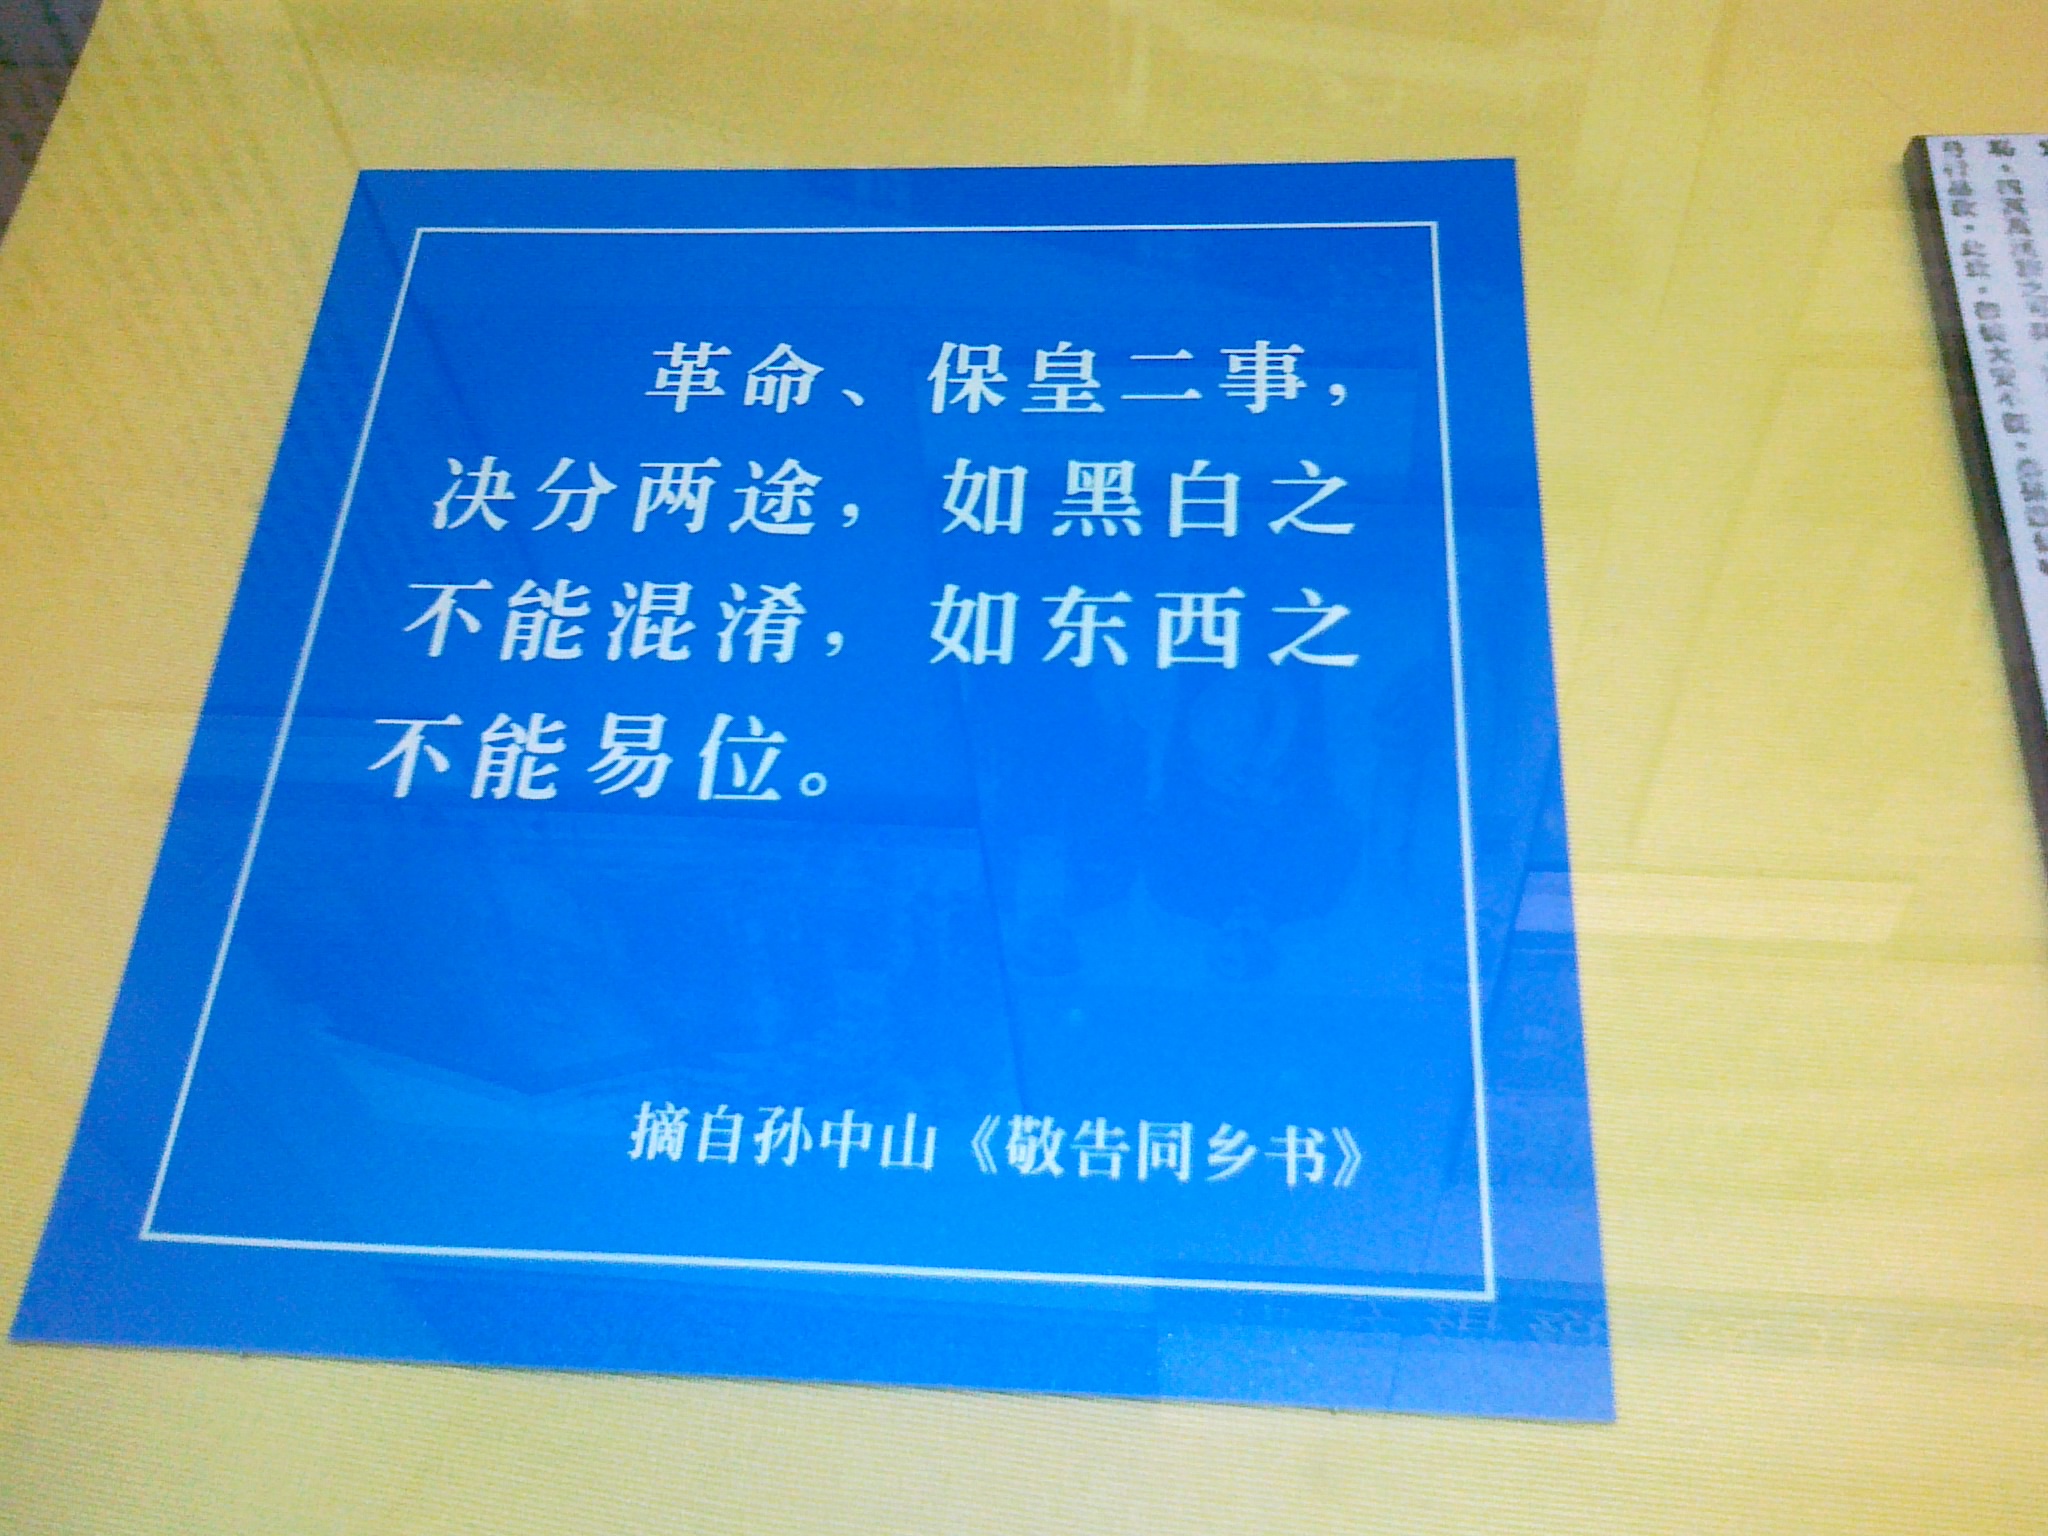 革命、保皇二事，
决分两途，如黑白之
不能混淆，如东西之
不能易位。
摘自孙中山《敬告同乡书》